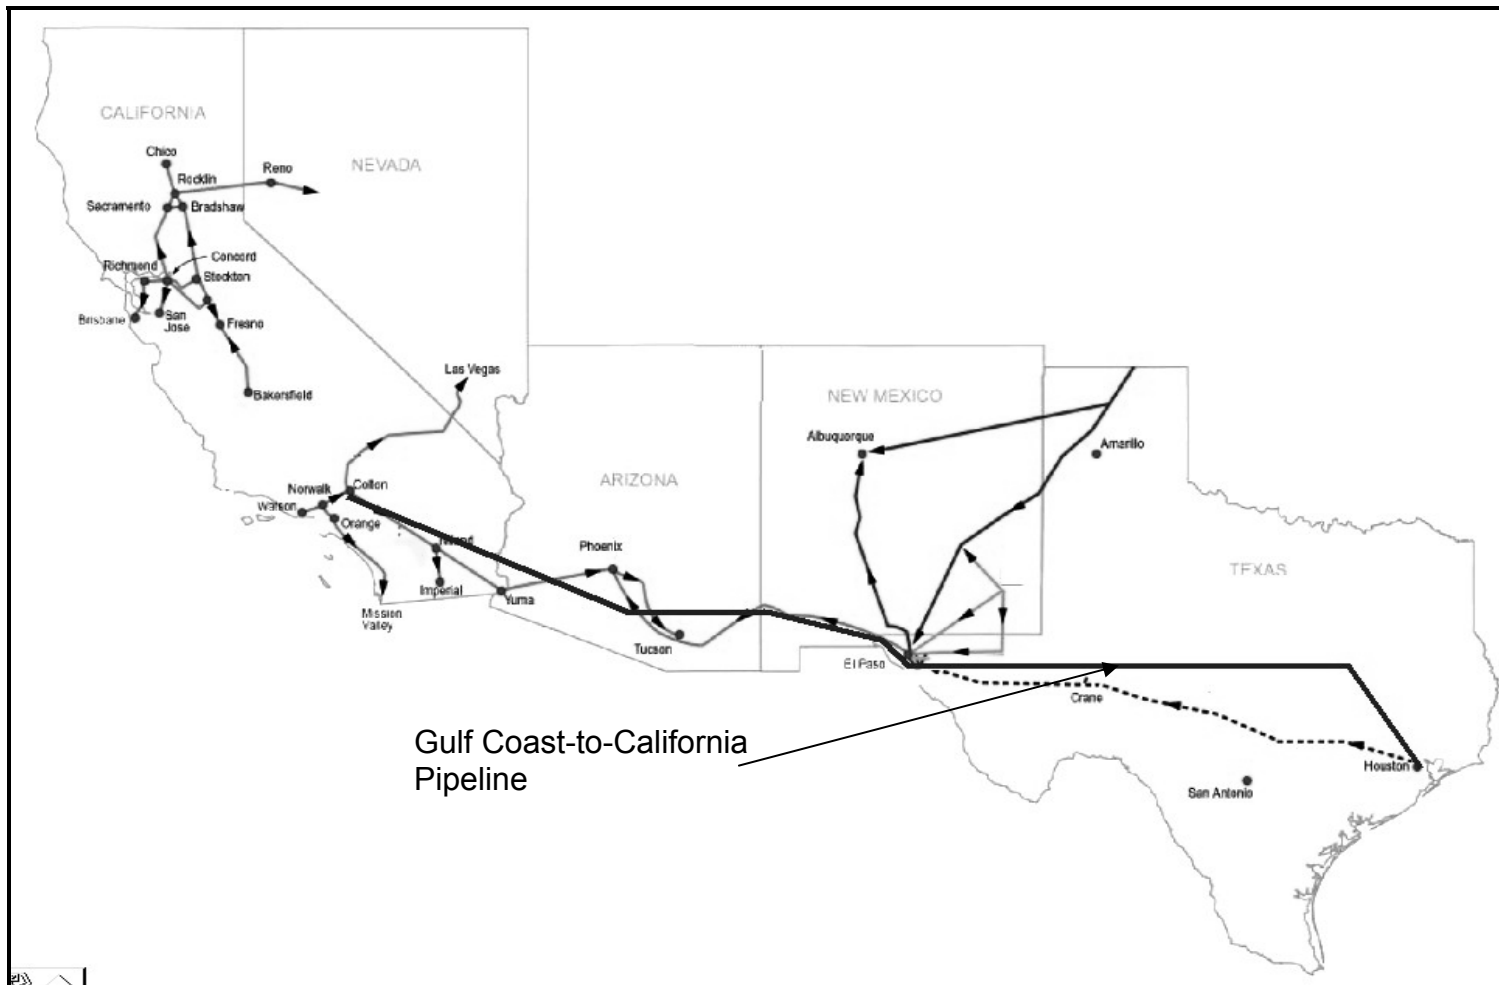 CALIFORNIA
NEVADA
Chico
Rocklin
Reno
Sacramento
Bradshaw
Concord
Richmond
Stockton
Brisbane
San
Jose
Fresno
Bakersfield
Las Vegas
NEW MEXICO
Albuquerque
Amarillo
ARIZONA
Norwalk
Colton
Watson
Orange
Phoenix
TEXAS
Imperial
Yuma
Mission
Valley
Tucson
El Paso
Crane
Gulf Coast-to-California
Pipeline
Houston
San Antonio